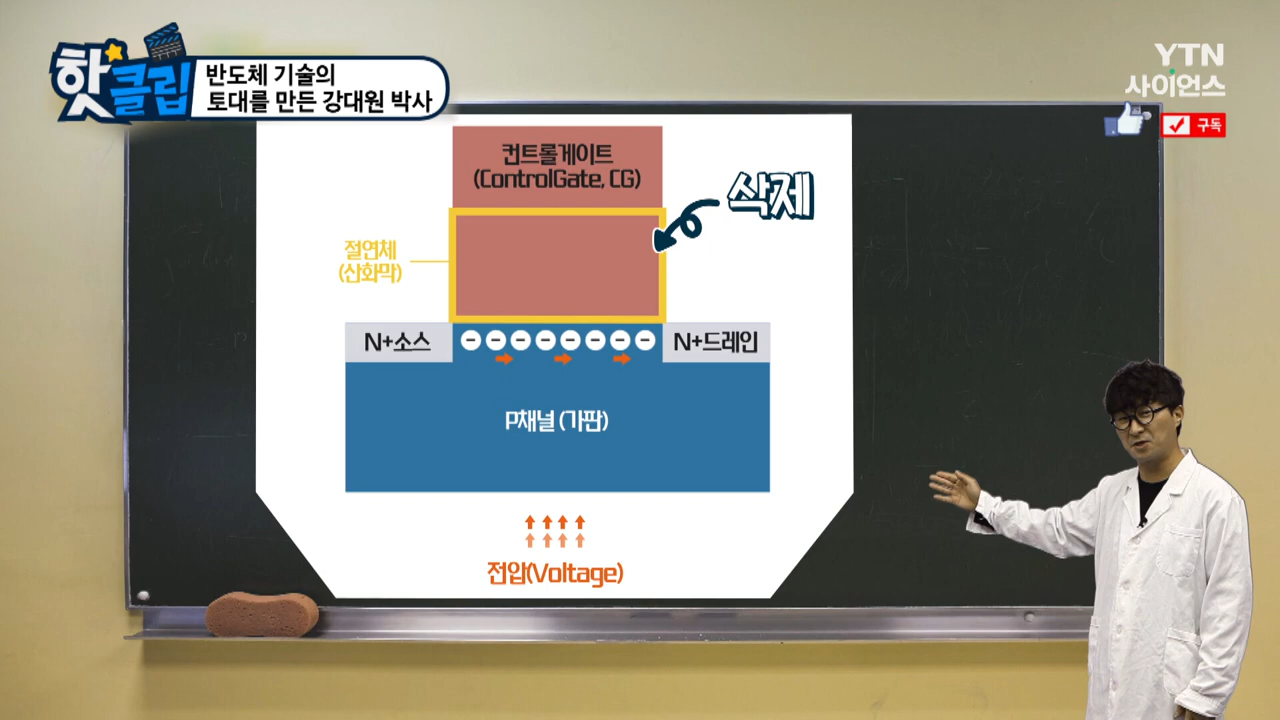 핫클립
반도체 기술의
토대를 만든 강대원 박사
YTN
사이언스
구독
컨트롤게이트
(ControlGate, CG)
삭제
절연체
(산화막)
N+소스
N+드레인
P채널 (가판)
전압(Voltage)